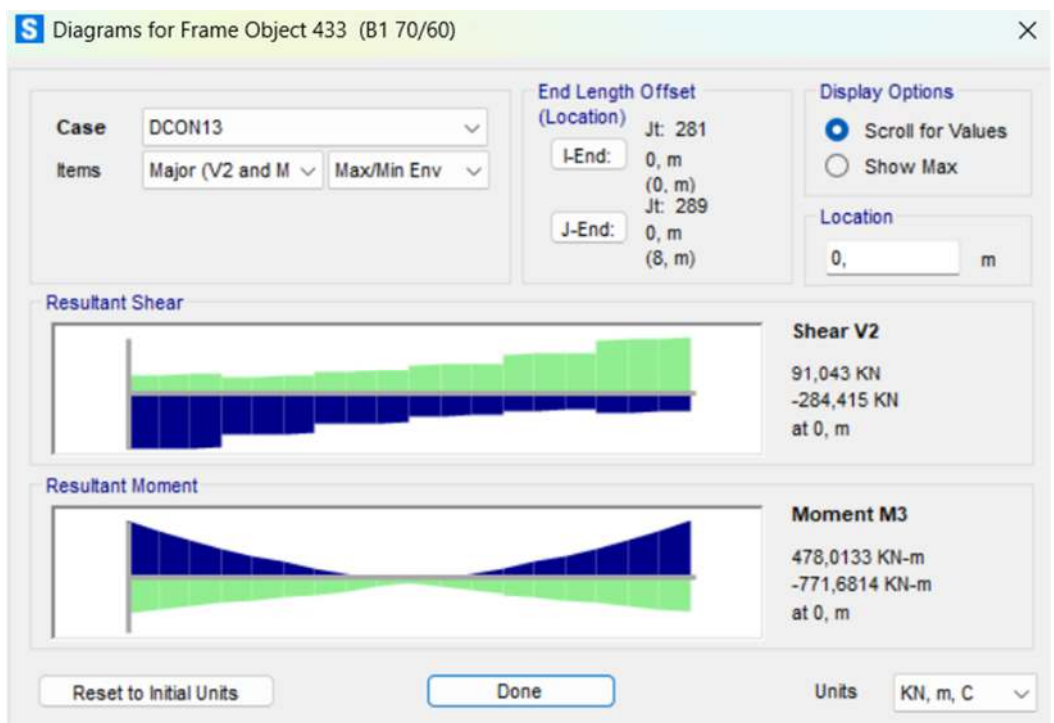 S Diagrams for Frame Object 433 (B1 70/60)
Case DCON13
Items Major (V2 and M Max/Min Env
End Length Offset
(Location)
Jt: 281
I-End: 0, m
(0, m)
Jt: 289
J-End: 0, m
(8, m)
Display Options
Scroll for Values
Show Max
Location
0, m
Resultant Shear
Shear V2
91,043 KN
-284,415 KN
at 0, m
Resultant Moment
Moment M3
478,0133 KN-m
-771,6814 KN-m
at 0, m
Reset to Initial Units Done Units KN, m, C